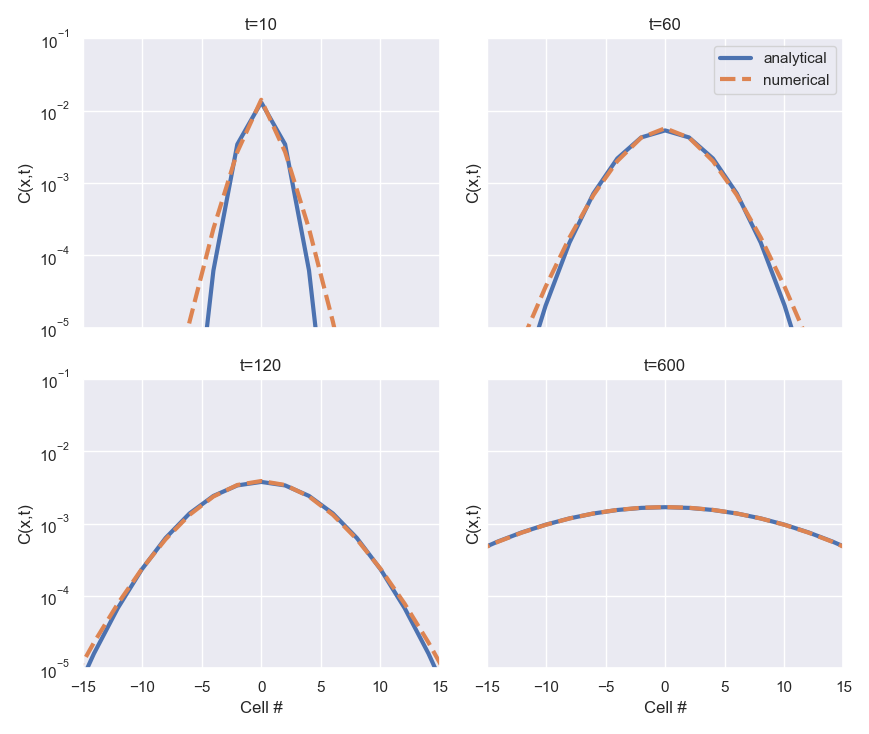 t=10
10⁻¹
10⁻²
10⁻³
10⁻⁴
10⁻⁵
C(x,t)
t=60
analytical
numerical
C(x,t)
t=120
10⁻¹
10⁻²
10⁻³
10⁻⁴
10⁻⁵
C(x,t)
−15 −10 −5 0 5 10 15
Cell #
t=600
C(x,t)
−15 −10 −5 0 5 10 15
Cell #